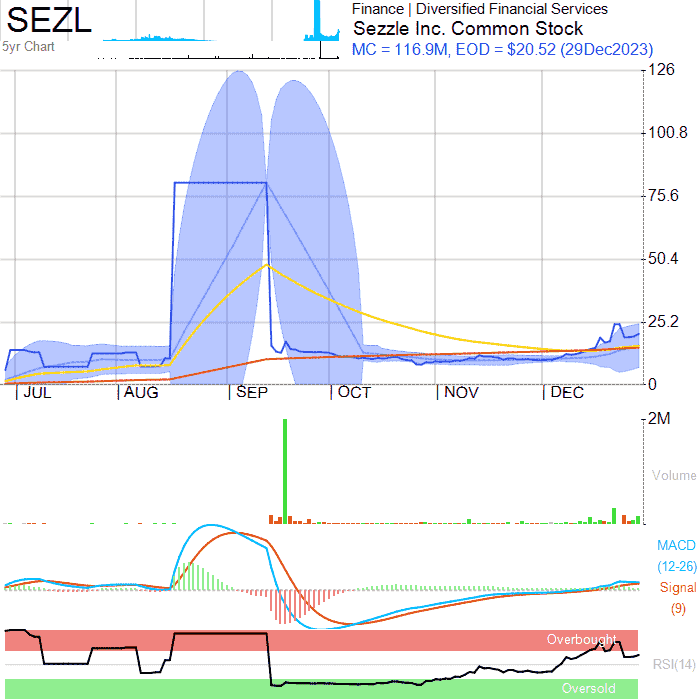 SEZL
5yr Chart
Finance | Diversified Financial Services
Sezzle Inc. Common Stock
MC = 116.9M, EOD = $20.52 (29Dec2023)
126
100.8
75.6
50.4
25.2
0
JUL
AUG
SEP
OCT
NOV
DEC
2M
Volume
MACD
(12-26)
Signal
(9)
Overbought
RSI(14)
Oversold